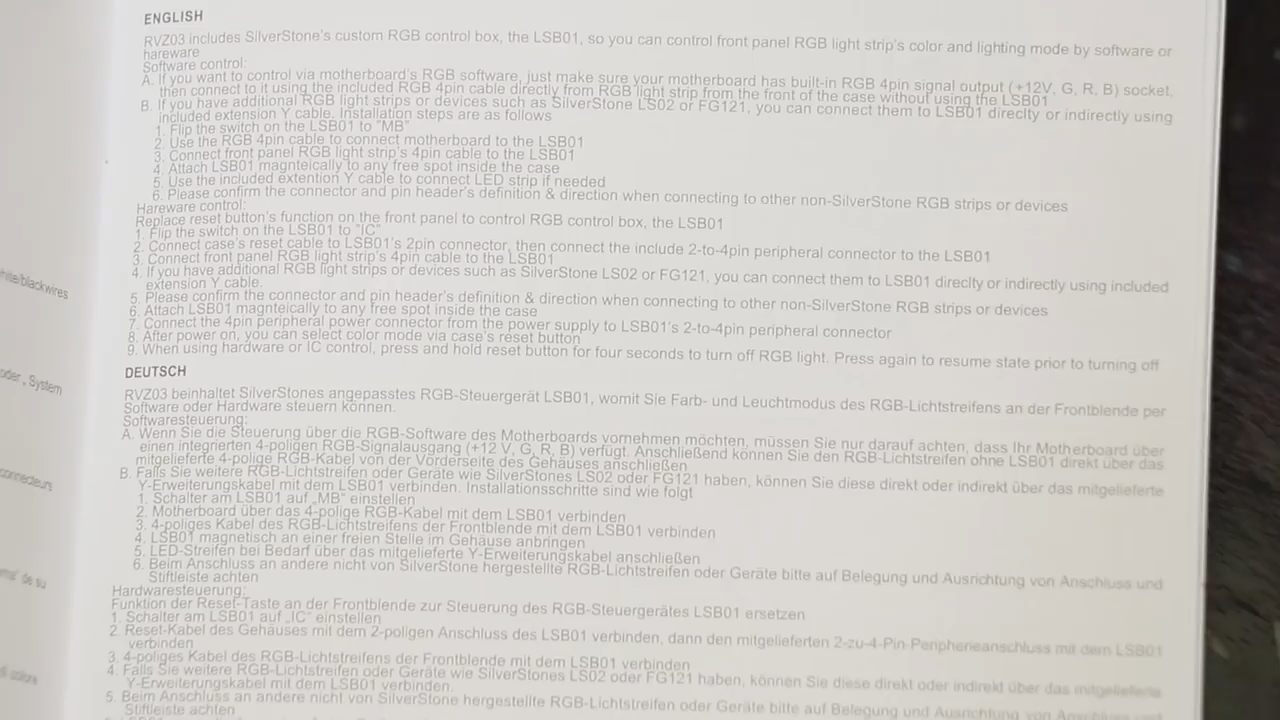 ENGLISH
RVZ03 includes SilverStone's custom RGB control box, the LSB01, so you can control front panel RGB light strip's color and lighting mode by software or
hareware
Software control:
A. If you want to control via motherboard's RGB software, just make sure your motherboard has built-in RGB 4pin signal output (+12V, G, R, B) socket,
then connect to it using the included RGB 4pin cable directly from RGB light strip from the front of the case without using the LSB01
B. If you have additional RGB light strips or devices such as SilverStone LS02 or FG121, you can connect them to LSB01 direclty or indirectly using
included extension Y cable. Installation steps are as follows
1. Flip the switch on the LSB01 to "MB"
2. Use the RGB 4pin cable to connect motherboard to the LSB01
3. Connect front panel RGB light strip's 4pin cable to the LSB01
4. Attach LSB01 magnteically to any free spot inside the case
5. Use the included extention Y cable to connect LED strip if needed
6. Please confirm the connector and pin header's definition & direction when connecting to other non-SilverStone RGB strips or devices
Hareware control:
Replace reset button's function on the front panel to control RGB control box, the LSB01
1. Flip the switch on the LSB01 to "IC"
2. Connect case's reset cable to LSB01's 2pin connector, then connect the include 2-to-4pin peripheral connector to the LSB01
3. Connect front panel RGB light strip's 4pin cable to the LSB01
4. If you have additional RGB light strips or devices such as SilverStone LS02 or FG121, you can connect them to LSB01 direclty or indirectly using included
extension Y cable.
5. Please confirm the connector and pin header's definition & direction when connecting to other non-SilverStone RGB strips or devices
6. Attach LSB01 magnteically to any free spot inside the case
7. Connect the 4pin peripheral power connector from the power supply to LSB01's 2-to-4pin peripheral connector
8. After power on, you can select color mode via case's reset button
9. When using hardware or IC control, press and hold reset button for four seconds to turn off RGB light. Press again to resume state prior to turning off
DEUTSCH
RVZ03 beinhaltet SilverStones angepasstes RGB-Steuergerät LSB01, womit Sie Farb- und Leuchtmodus des RGB-Lichtstreifens an der Frontblende per
Software oder Hardware steuern können.
Softwaresteuerung:
A. Wenn Sie die Steuerung über die RGB-Software des Motherboards vornehmen möchten, müssen Sie nur darauf achten, dass Ihr Motherboard über
einen integrierten 4-poligen RGB-Signalausgang (+12 V, G, R, B) verfügt. Anschließend können Sie den RGB-Lichtstreifen ohne LSB01 direkt über das
mitgelieferte 4-polige RGB-Kabel von der Vorderseite des Gehäuses anschließen
B. Falls Sie weitere RGB-Lichtstreifen oder Geräte wie SilverStones LS02 oder FG121 haben, können Sie diese direkt oder indirekt über das mitgelieferte
Y-Erweiterungskabel mit dem LSB01 verbinden. Installationsschritte sind wie folgt
1. Schalter am LSB01 auf „MB" einstellen
2. Motherboard über das 4-polige RGB-Kabel mit dem LSB01 verbinden
3. 4-poliges Kabel des RGB-Lichtstreifens der Frontblende mit dem LSB01 verbinden
4. LSB01 magnetisch an einer freien Stelle im Gehäuse anbringen
5. LED-Streifen bei Bedarf über das mitgelieferte Y-Erweiterungskabel anschließen
6. Beim Anschluss an andere nicht von SilverStone hergestellte RGB-Lichtstreifen oder Geräte bitte auf Belegung und Ausrichtung von Anschluss und
Stiftleiste achten
Hardwaresteuerung:
Funktion der Reset-Taste an der Frontblende zur Steuerung des RGB-Steuergerätes LSB01 ersetzen
1. Schalter am LSB01 auf „IC" einstellen
2. Reset-Kabel des Gehäuses mit dem 2-poligen Anschluss des LSB01 verbinden, dann den mitgelieferten 2-zu-4-Pin-Peripherieanschluss mit dem LSB01
verbinden
3. 4-poliges Kabel des RGB-Lichtstreifens der Frontblende mit dem LSB01 verbinden
4. Falls Sie weitere RGB-Lichtstreifen oder Geräte wie SilverStones LS02 oder FG121 haben, können Sie diese direkt oder indirekt über das mitgelieferte
Y-Erweiterungskabel mit dem LSB01 verbinden.
5. Beim Anschluss an andere nicht von SilverStone hergestellte RGB-Lichtstreifen oder Geräte bitte auf Belegung und Ausrichtung von Anschluss und
Stiftleiste achten
hite/blackwires
oder , System
connecteurs
de su